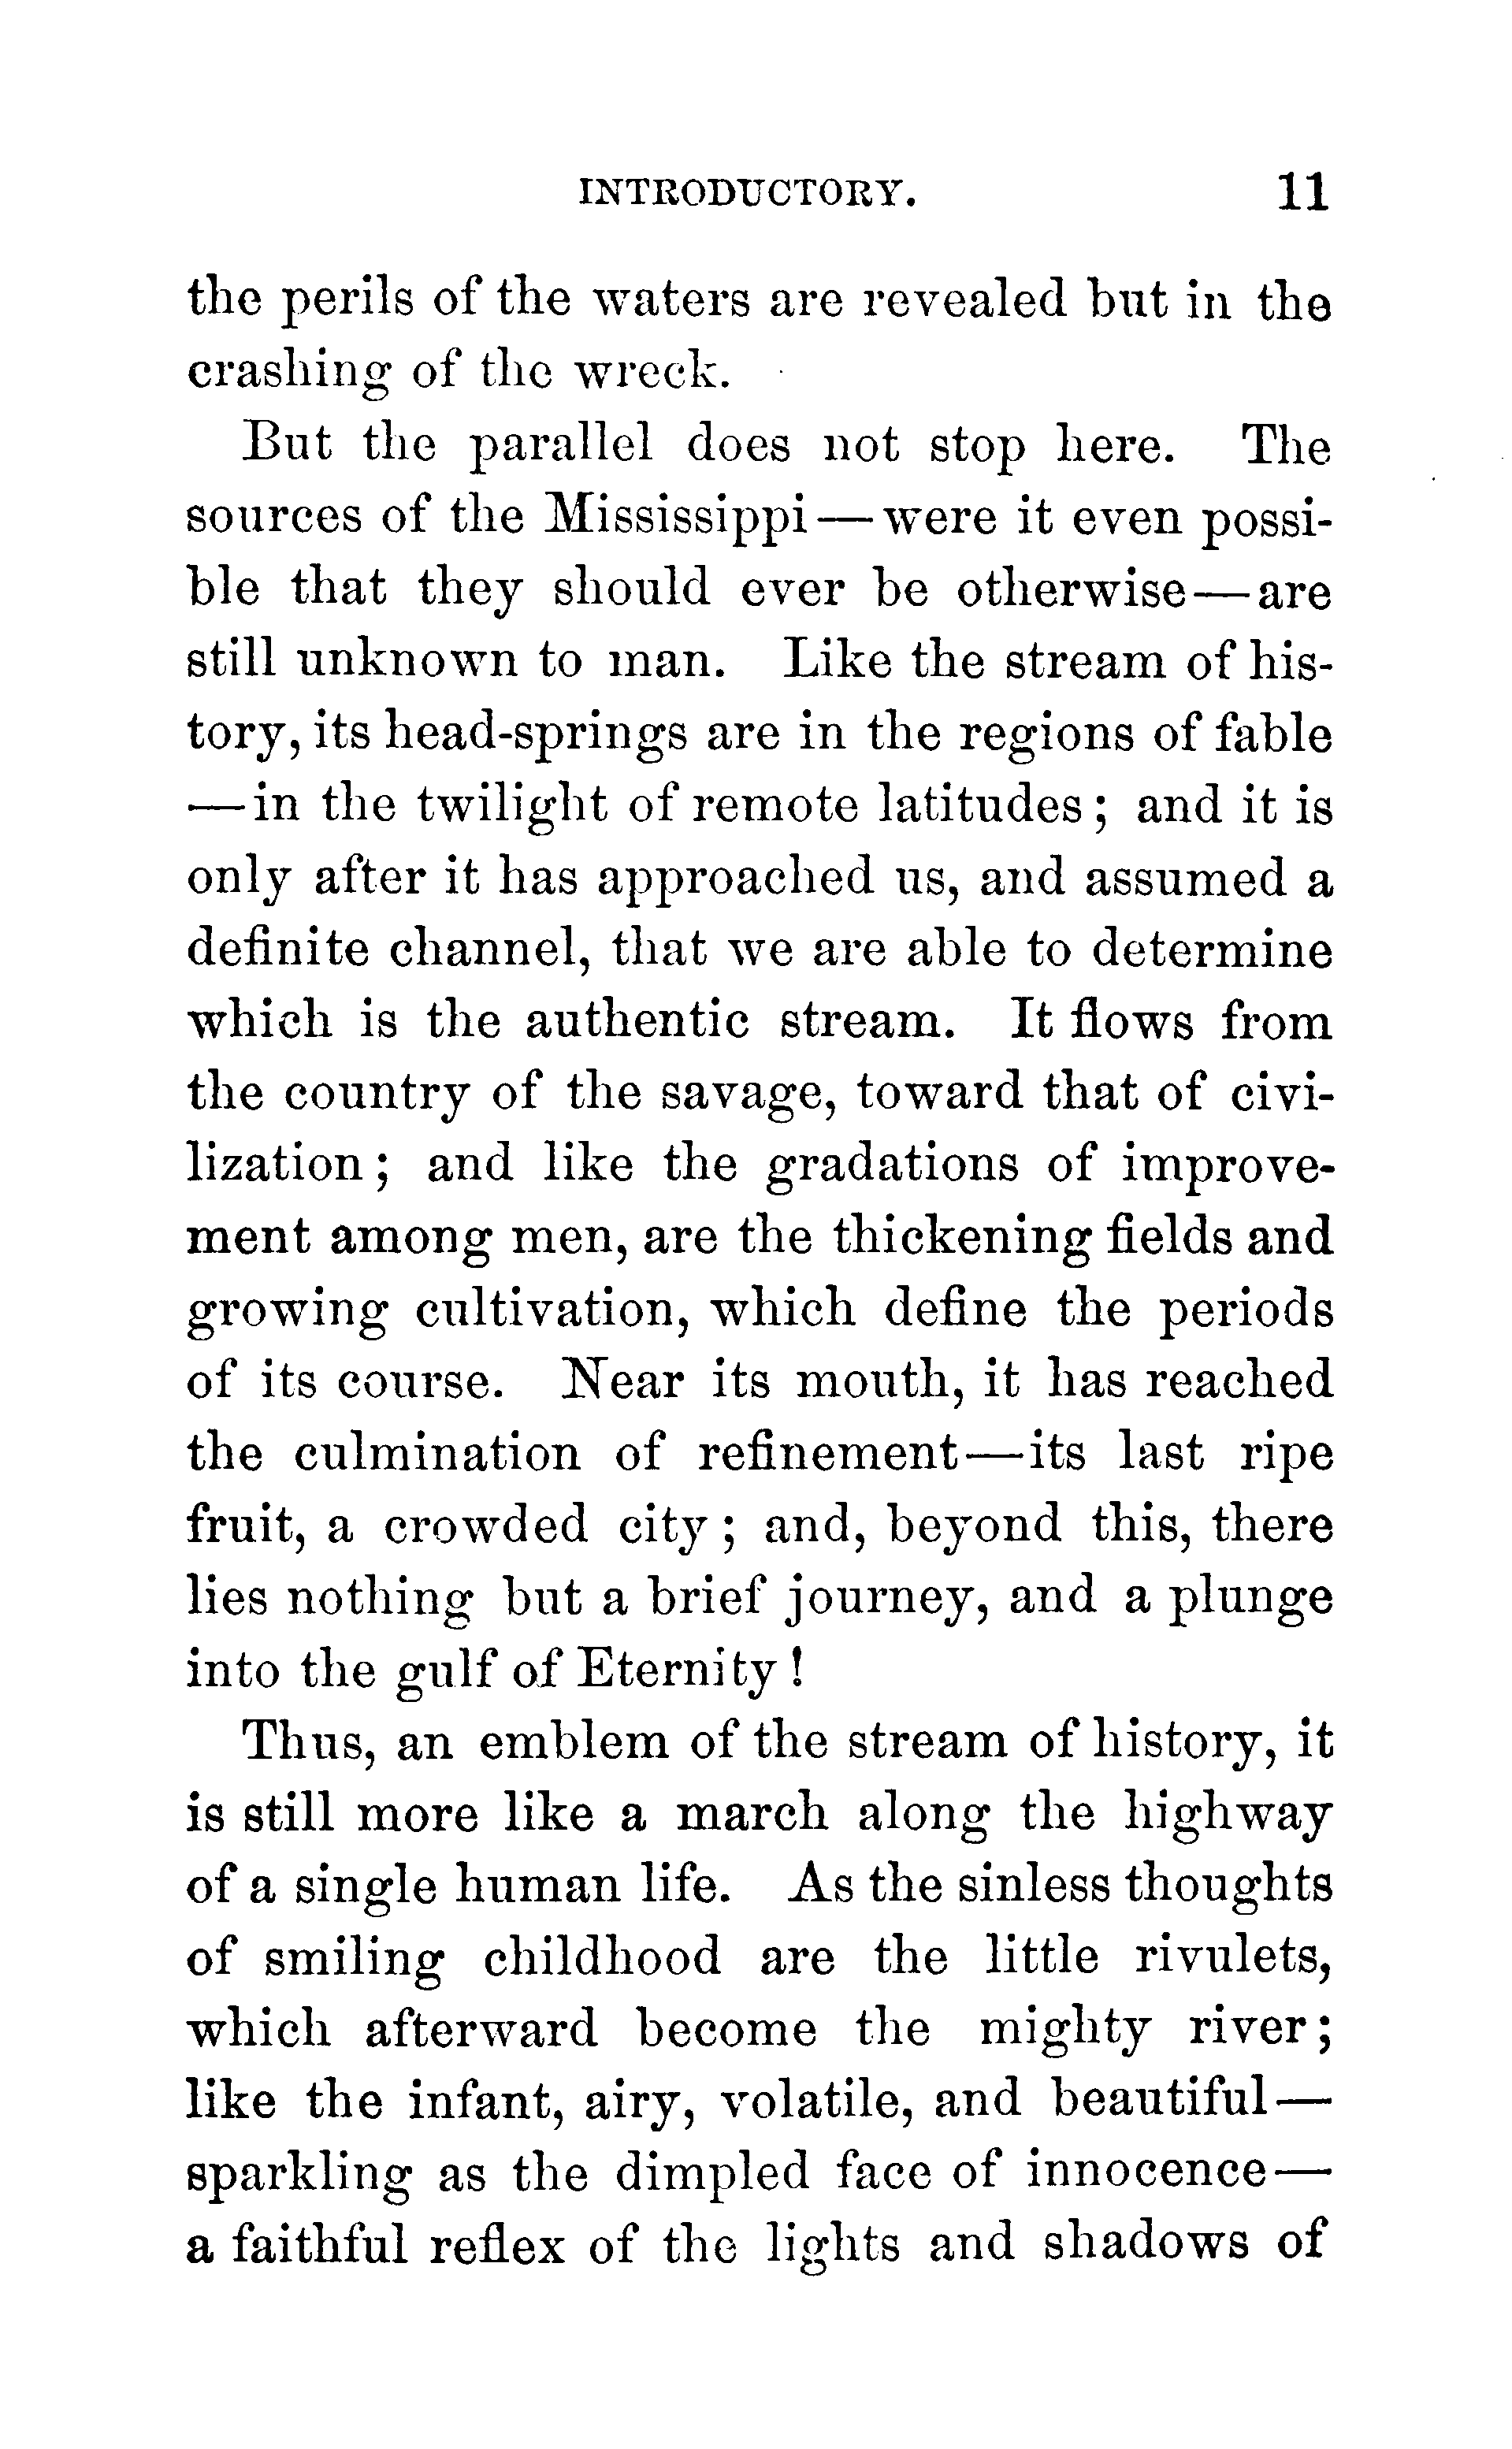 INTRODUCTORY. 11
the perils of the waters are revealed but in the
crashing of the wreck.
But the parallel does not stop here. The
sources of the Mississippi—were it even possi-
ble that they should ever be otherwise—are
still unknown to man. Like the stream of his-
tory, its head-springs are in the regions of fable
—in the twilight of remote latitudes; and it is
only after it has approached us, and assumed a
definite channel, that we are able to determine
which is the authentic stream. It flows from
the country of the savage, toward that of civi-
lization; and like the gradations of improve-
ment among men, are the thickening fields and
growing cultivation, which define the periods
of its course. Near its mouth, it has reached
the culmination of refinement—its last ripe
fruit, a crowded city; and, beyond this, there
lies nothing but a brief journey, and a plunge
into the gulf of Eternity!
Thus, an emblem of the stream of history, it
is still more like a march along the highway
of a single human life. As the sinless thoughts
of smiling childhood are the little rivulets,
which afterward become the mighty river;
like the infant, airy, volatile, and beautiful—
sparkling as the dimpled face of innocence—
a faithful reflex of the lights and shadows of